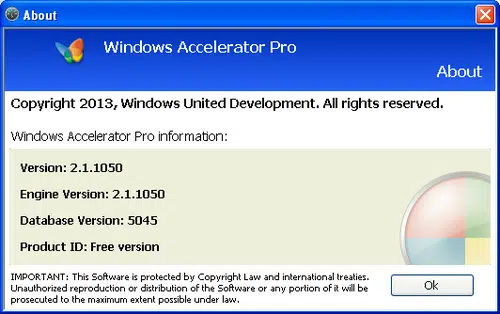 About
Windows Accelerator Pro
About
Copyright 2013, Windows United Development. All rights reserved.
Windows Accelerator Pro information:
Version: 2.1.1050
Engine Version: 2.1.1050
Database Version: 5045
Product ID: Free version
IMPORTANT: This Software is protected by Copyright Law and international treaties.
Unauthorized reproduction or distribution of the Software or any portion of it will be
prosecuted to the maximum extent possible under law.
Ok